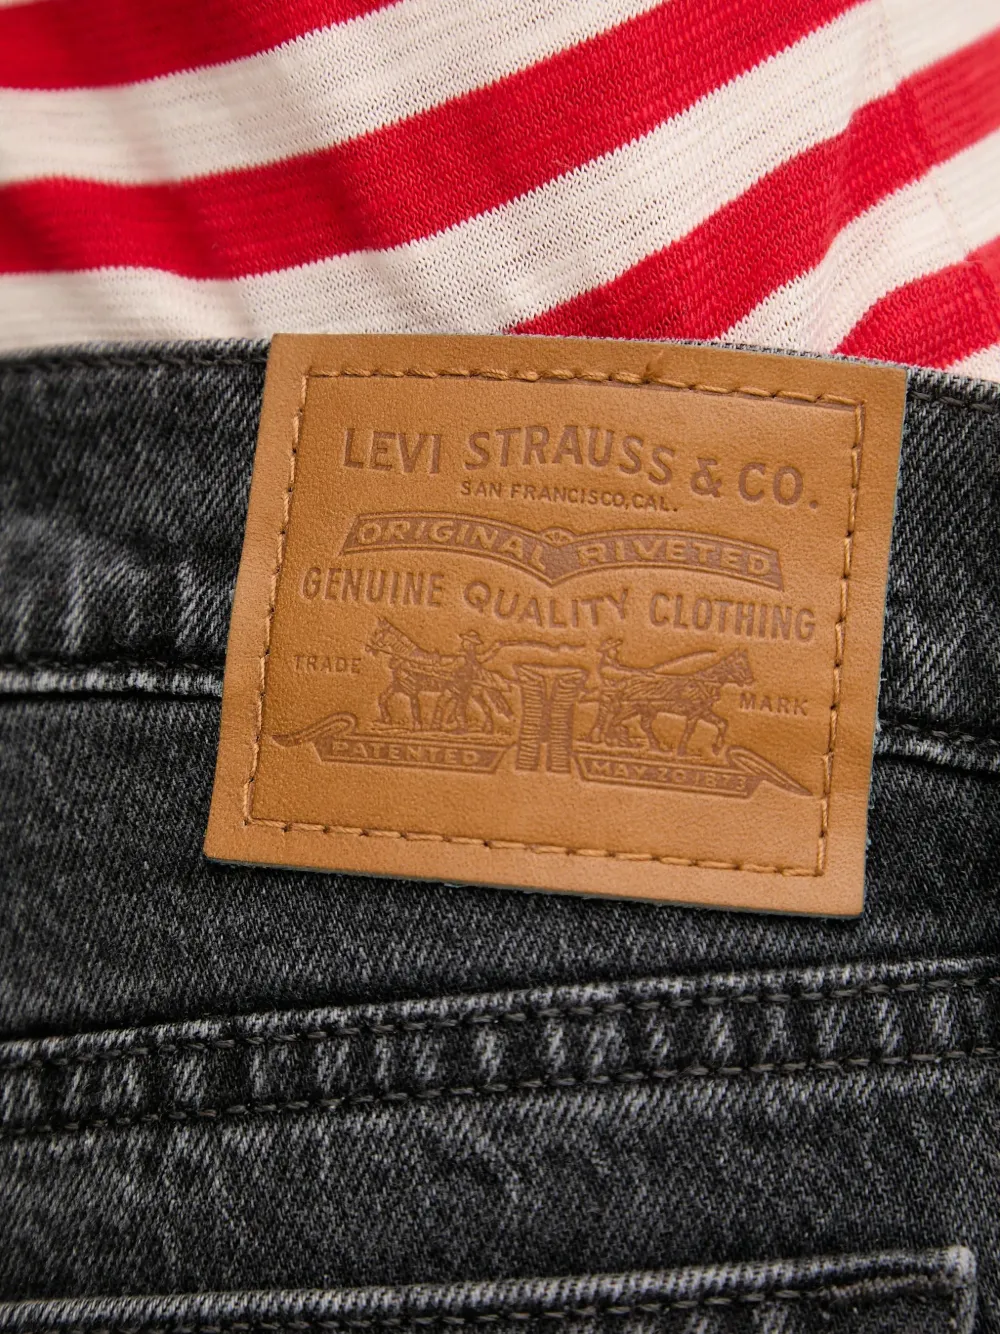 LEVI STRAUSS & CO.
SAN FRANCISCO, CAL.
ORIGINAL RIVETED
GENUINE QUALITY CLOTHING
TRADE MARK
PATENTED MAY 20 1873